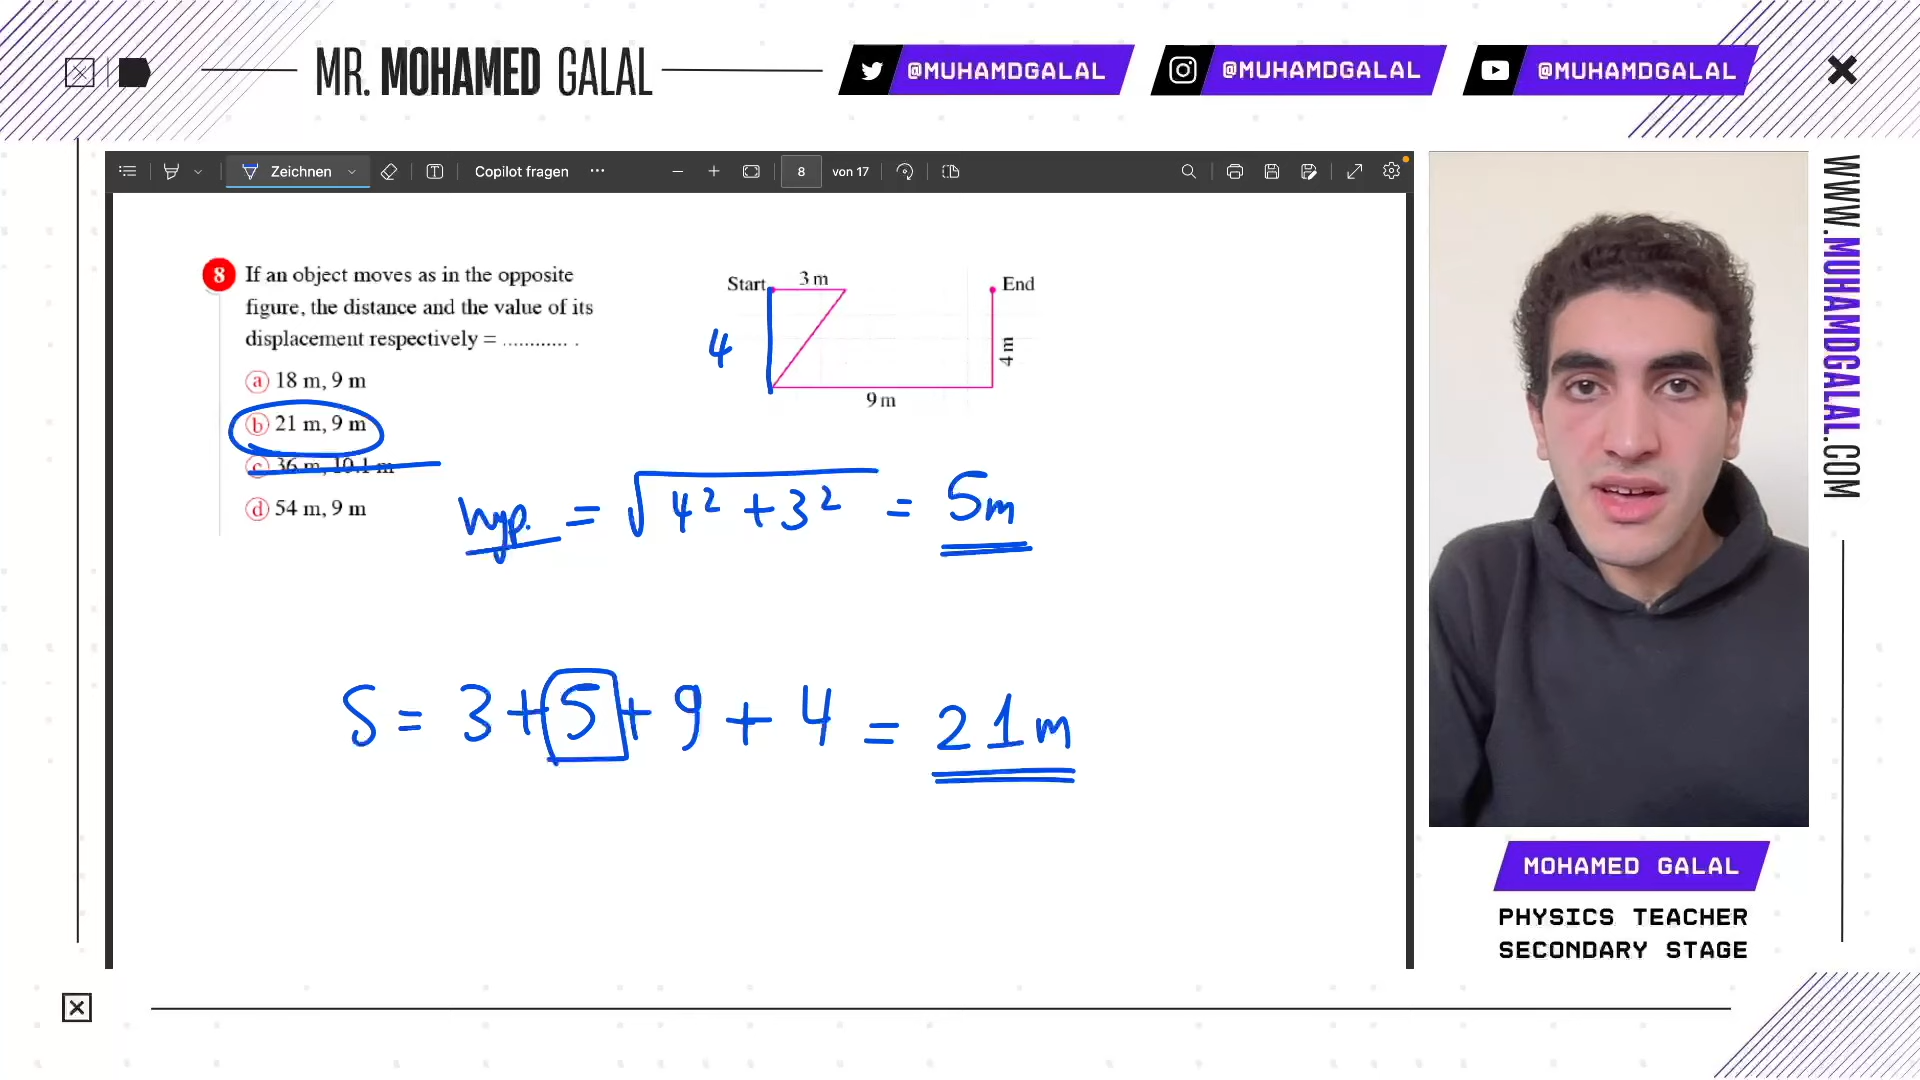 MR. MOHAMED GALAL
@MUHAMDGALAL
@MUHAMDGALAL
@MUHAMDGALAL
Zeichnen
Copilot fragen
8
von 17
8 If an object moves as in the opposite
figure, the distance and the value of its
displacement respectively = ............ .
a 18 m, 9 m
b 21 m, 9 m
c 36 m, 10.1 m
d 54 m, 9 m
Start
3 m
End
4
4 m
9 m
hyp. = √4² + 3² = 5m
S = 3 + 5 + 9 + 4 = 21m
WWW.MUHAMDGALAL.COM
MOHAMED GALAL
PHYSICS TEACHER
SECONDARY STAGE